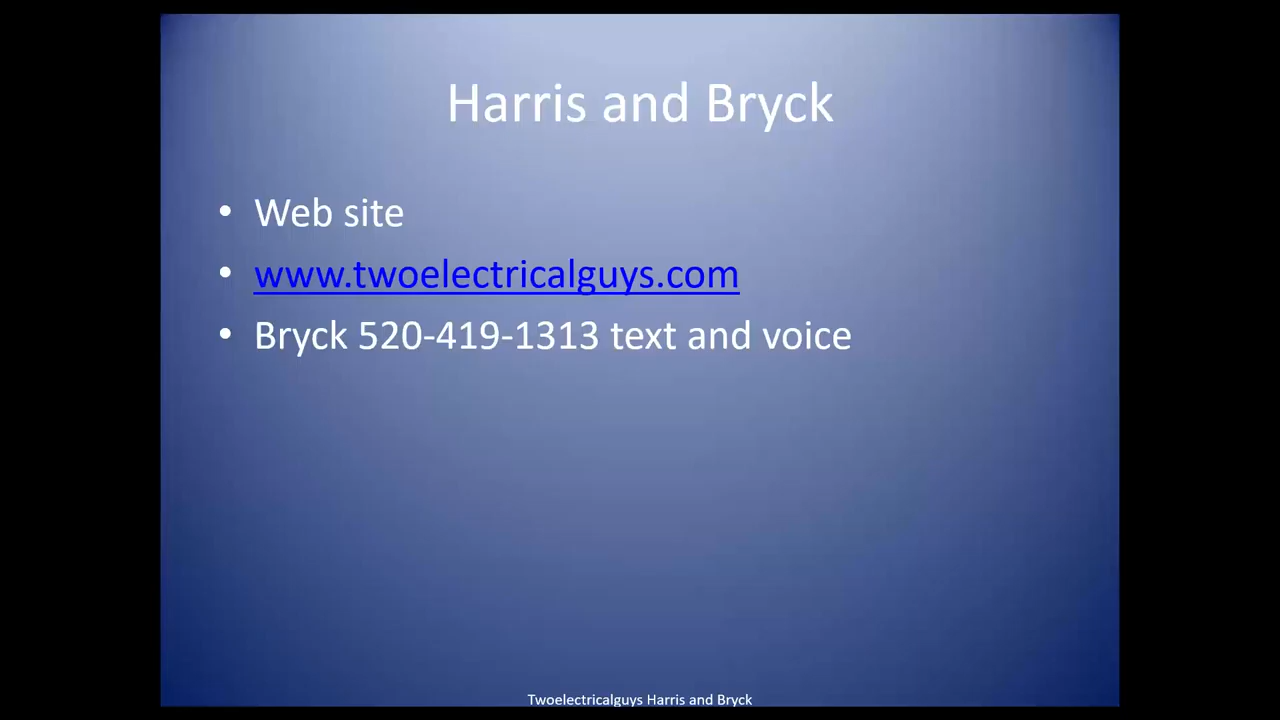 Harris and Bryck
• Web site
• www.twoelectricalguys.com
• Bryck 520-419-1313 text and voice
Twoelectricalguys Harris and Bryck